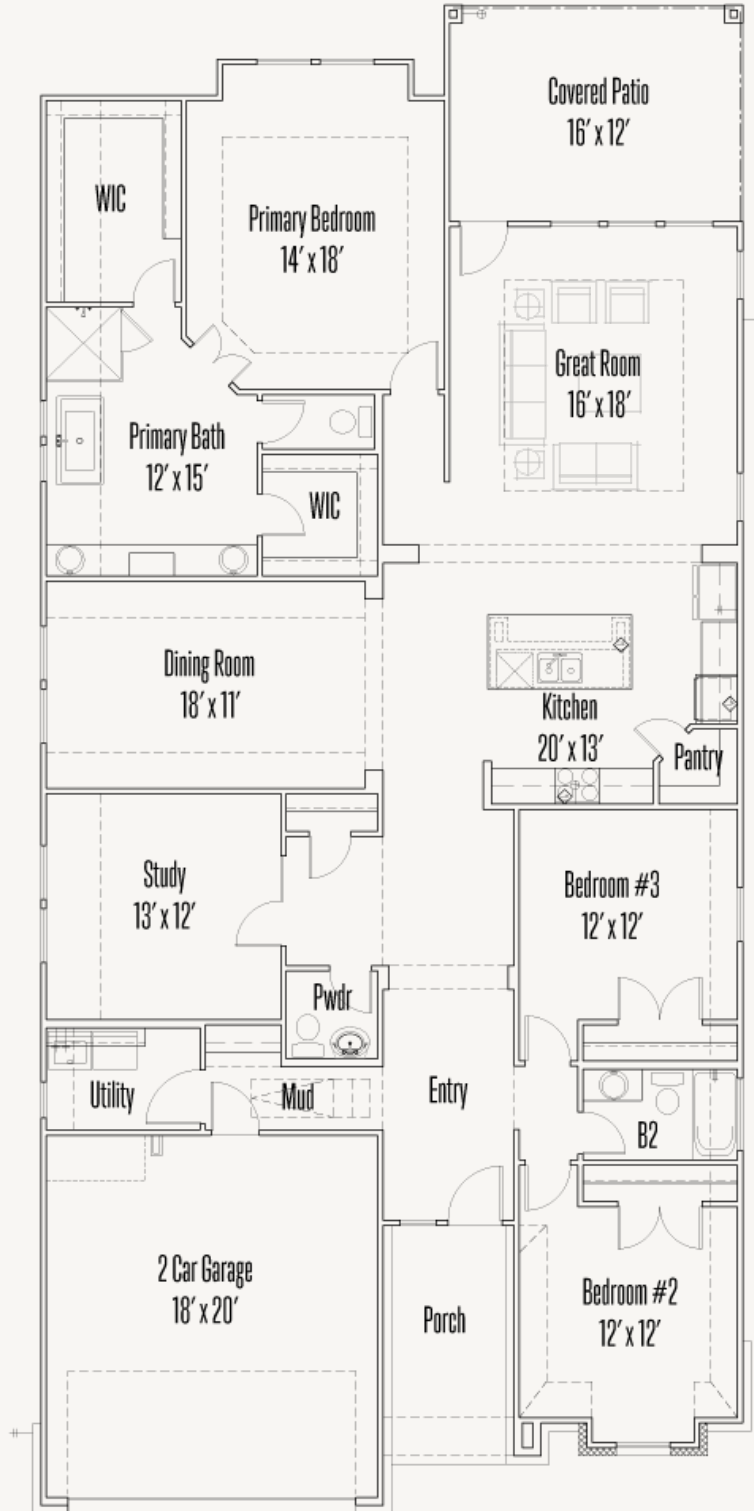 Covered Patio
16' x 12'
WIC
Primary Bedroom
14' x 18'
Great Room
16' x 18'
Primary Bath
12' x 15'
WIC
Dining Room
18' x 11'
Kitchen
20' x 13'
Pantry
Study
13' x 12'
Bedroom #3
12' x 12'
Pwdr
Utility
Mud
Entry
B2
2 Car Garage
18' x 20'
Porch
Bedroom #2
12' x 12'